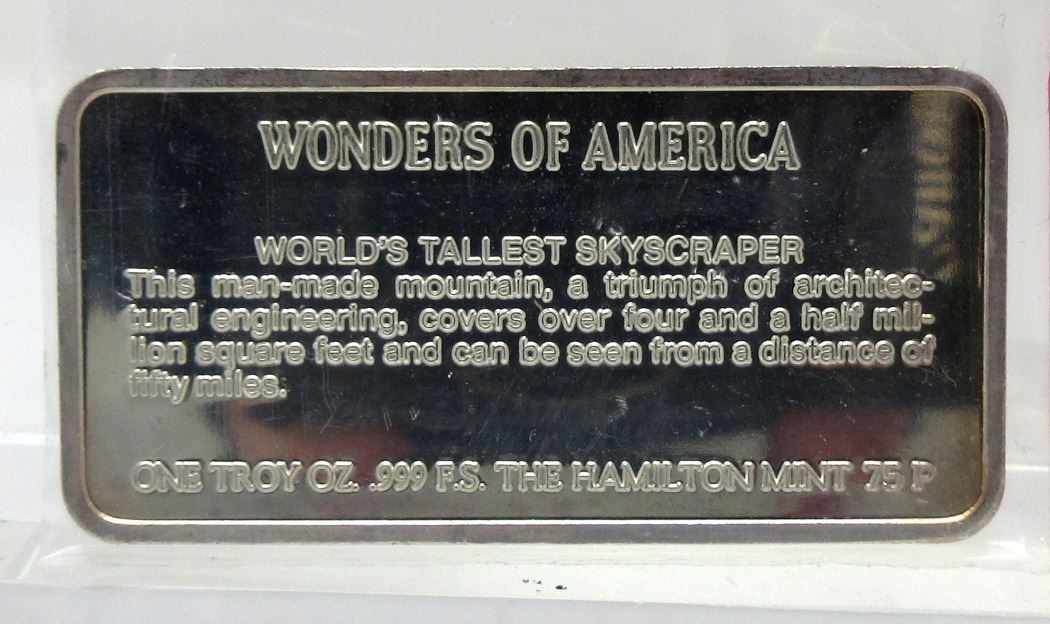 WONDERS OF AMERICA
WORLD'S TALLEST SKYSCRAPER
This man-made mountain, a triumph of architec-
tural engineering, covers over four and a half mil-
lion square feet and can be seen from a distance of
fifty miles.
ONE TROY OZ. .999 F.S. THE HAMILTON MINT 75 P